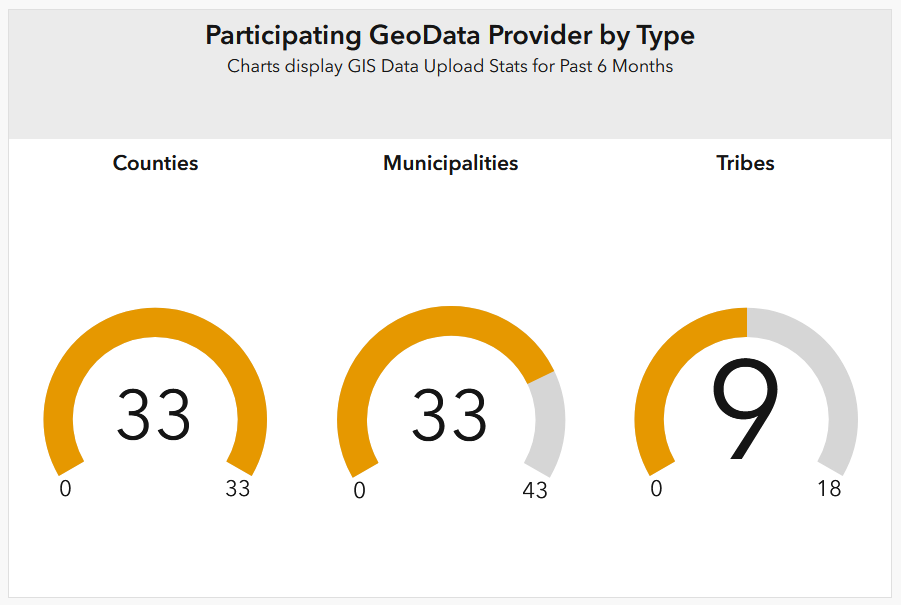 Participating GeoData Provider by Type
Charts display GIS Data Upload Stats for Past 6 Months
Counties
Municipalities
Tribes
33
0
33
33
0
43
9
0
18